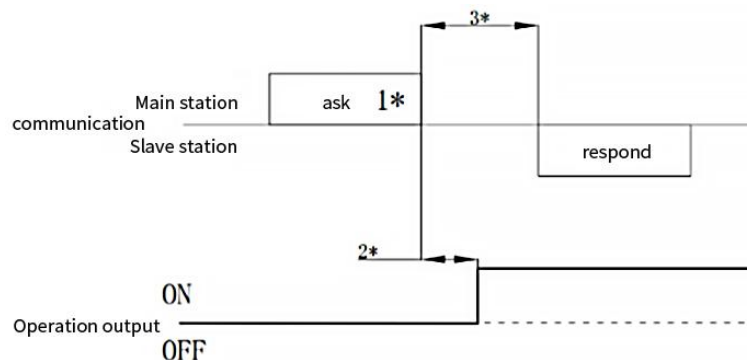 3*
Main station
ask 1*
communication
Slave station
respond
2*
ON
Operation output
OFF